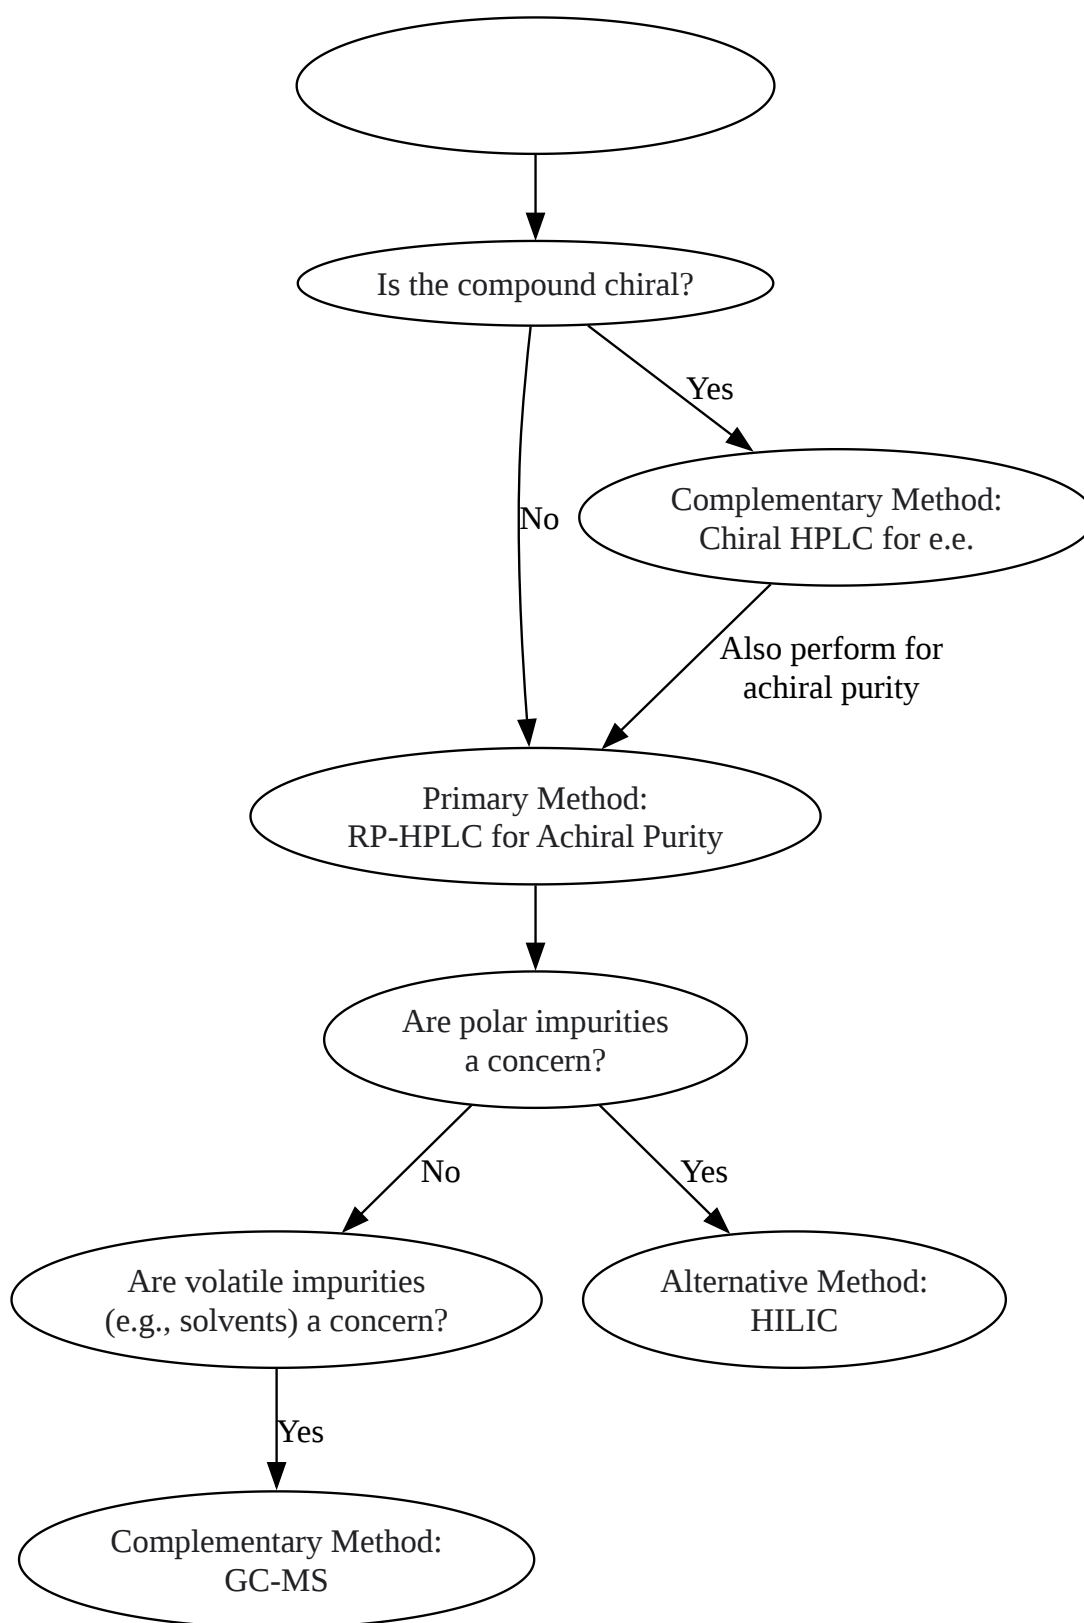 Is the compound chiral?
Yes
Complementary Method:
Chiral HPLC for e.e.
No
Also perform for
achiral purity
Primary Method:
RP-HPLC for Achiral Purity
Are polar impurities
a concern?
No
Yes
Are volatile impurities
(e.g., solvents) a concern?
Alternative Method:
HILIC
Yes
Complementary Method:
GC-MS